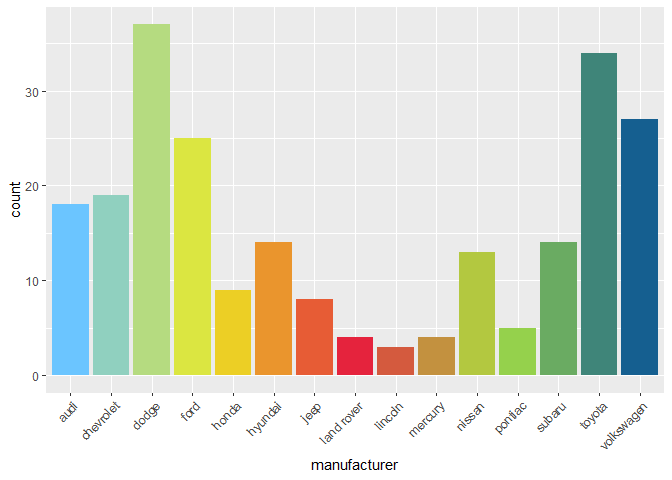 count
30
20
10
0
audi
chevrolet
dodge
ford
honda
hyundai
jeep
land rover
lincoln
mercury
nissan
pontiac
subaru
toyota
volkswagen
manufacturer